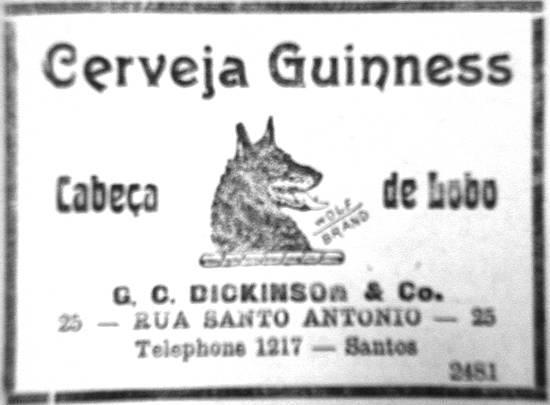 Cerveja Guinness
Cabeça de Lobo
WOLF
BRAND
G. C. DICKINSON & Co.
25 — RUA SANTO ANTONIO — 25
Telephone 1217 — Santos
2481